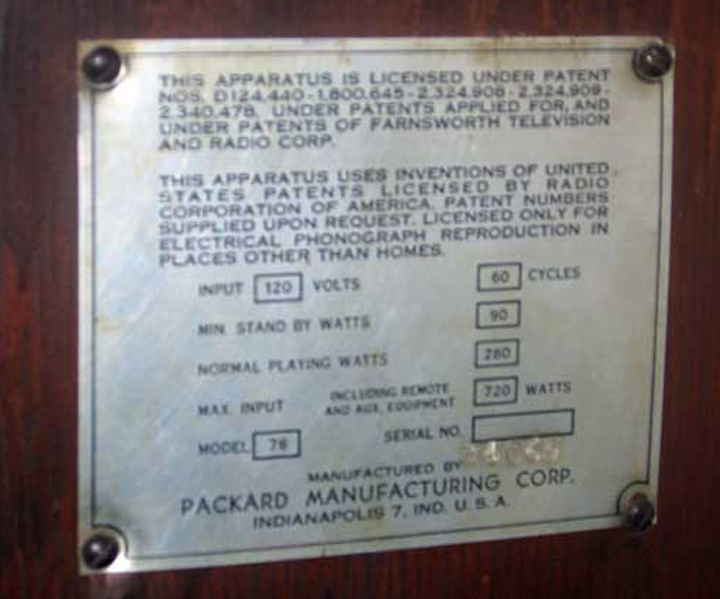 THIS APPARATUS IS LICENSED UNDER PATENT
NOS. D124,440-1,800,645-2,324,908-2,324,909-
2,340,478, UNDER PATENTS APPLIED FOR, AND
UNDER PATENTS OF FARNSWORTH TELEVISION
AND RADIO CORP.
THIS APPARATUS USES INVENTIONS OF UNITED
STATES PATENTS LICENSED BY RADIO
CORPORATION OF AMERICA. PATENT NUMBERS
SUPPLIED UPON REQUEST. LICENSED ONLY FOR
ELECTRICAL PHONOGRAPH REPRODUCTION IN
PLACES OTHER THAN HOMES.
INPUT 120 VOLTS 60 CYCLES
MIN. STAND BY WATTS 90
NORMAL PLAYING WATTS 280
MAX. INPUT INCLUDING REMOTE AND AUX. EQUIPMENT 720 WATTS
MODEL 7B SERIAL NO.
MANUFACTURED BY
PACKARD MANUFACTURING CORP.
INDIANAPOLIS 7, IND. U.S.A.